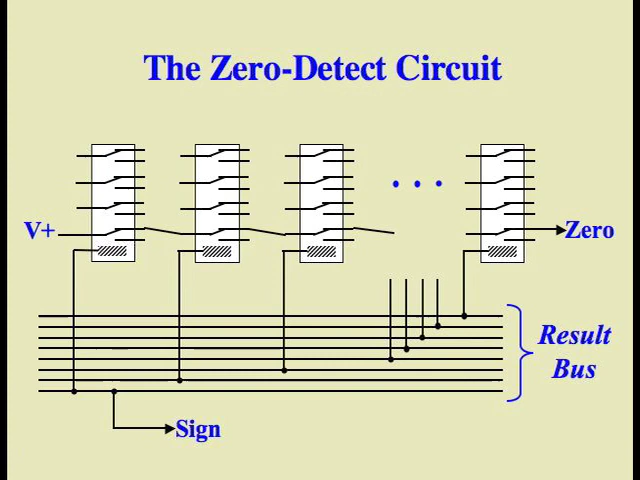 The Zero-Detect Circuit
. . .
V+
Zero
Result
Bus
Sign